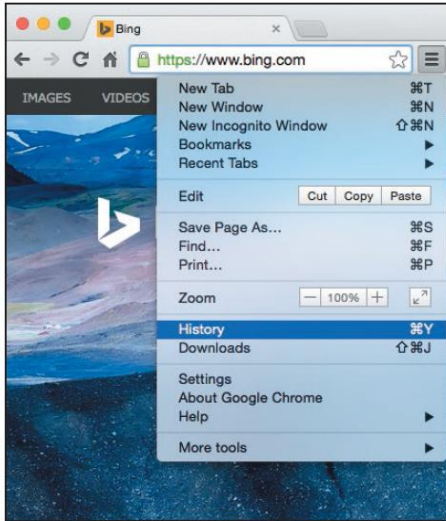 Bing
https://www.bing.com
IMAGES VIDEOS
New Tab ⌘T
New Window ⌘N
New Incognito Window ⇧⌘N
Bookmarks ▶
Recent Tabs ▶
Edit Cut Copy Paste
Save Page As... ⌘S
Find... ⌘F
Print... ⌘P
Zoom — 100% +
History ⌘Y
Downloads ⇧⌘J
Settings
About Google Chrome
Help ▶
More tools ▶